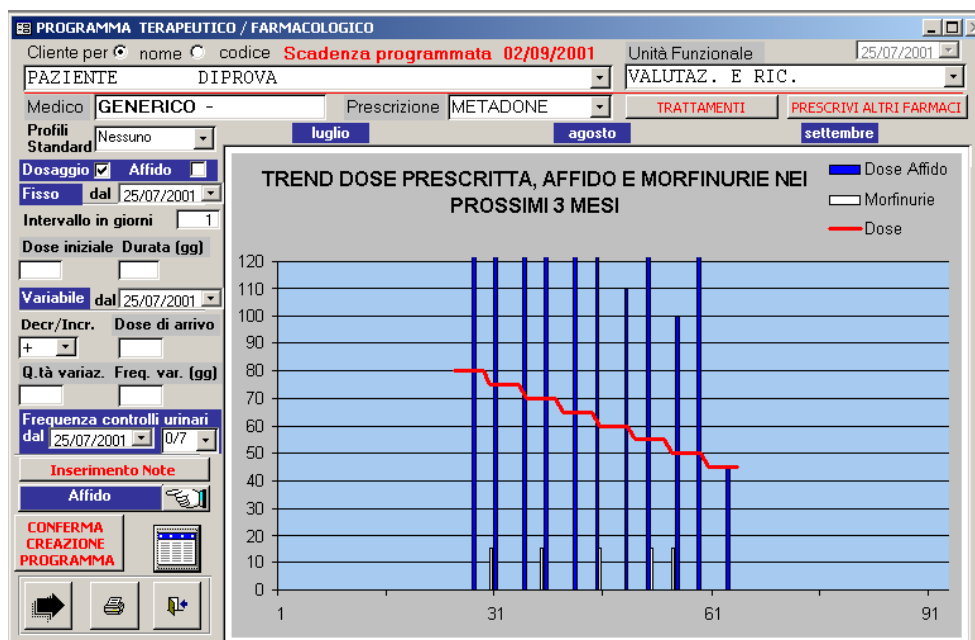 PROGRAMMA TERAPEUTICO / FARMACOLOGICO
Cliente per nome codice Scadenza programmata 02/09/2001 Unità Funzionale 25/07/2001
PAZIENTE DIPROVA VALUTAZ. E RIC.
Medico GENERICO - Prescrizione METADONE TRATTAMENTI PRESCRIVI ALTRI FARMACI
Profili Standard Nessuno luglio agosto settembre
Dosaggio Affido
Fisso dal 25/07/2001
Intervallo in giorni 1
Dose iniziale Durata (gg)
Variabile dal 25/07/2001
Decr/Incr. Dose di arrivo
+
Q.tà variaz. Freq. var. (gg)
Frequenza controlli urinari
dal 25/07/2001 0/7
Inserimento Note
Affido
CONFERMA
CREAZIONE
PROGRAMMA
TREND DOSE PRESCRITTA, AFFIDO E MORFINURIE NEI
PROSSIMI 3 MESI
Dose Affido
Morfinurie
Dose
120
110
100
90
80
70
60
50
40
30
20
10
0
1 31 61 91